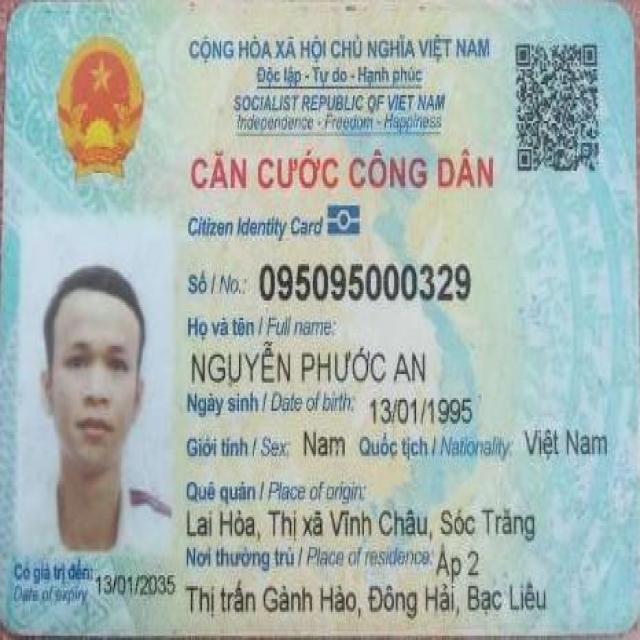 CỘNG HÒA XÃ HỘI CHỦ NGHĨA VIỆT NAM
Độc lập - Tự do - Hạnh phúc
SOCIALIST REPUBLIC OF VIET NAM
Independence - Freedom - Happiness
CĂN CƯỚC CÔNG DÂN
Citizen Identity Card
Số / No.: 095095000329
Họ và tên / Full name:
NGUYỄN PHƯỚC AN
Ngày sinh / Date of birth: 13/01/1995
Giới tính / Sex: Nam Quốc tịch / Nationality: Việt Nam
Quê quán / Place of origin:
Lai Hòa, Thị xã Vĩnh Châu, Sóc Trăng
Nơi thường trú / Place of residence: Ấp 2
Thị trấn Gành Hào, Đông Hải, Bạc Liêu
Có giá trị đến: 13/01/2035
Date of expiry